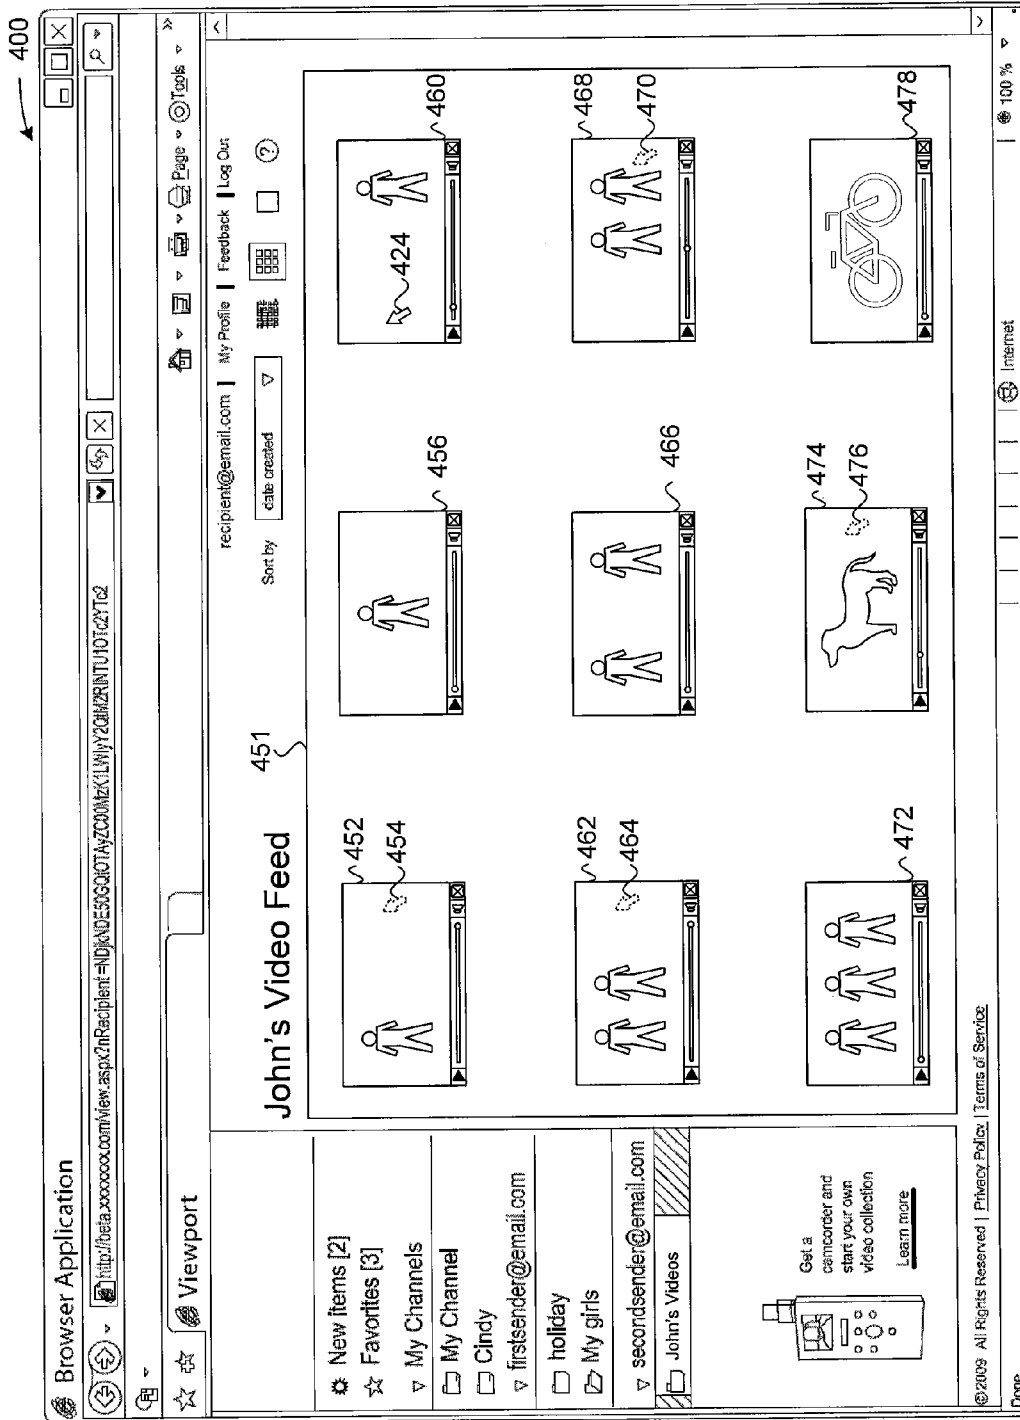 400
Browser Application
Viewport
Page
Tools
recipient@email.com | My Profile | Feedback | Log Out
New items [2]
Favorites [3]
My Channels
My Channel
Cindy
firstsender@email.com
holiday
My girls
secondsender@email.com
John's Videos
Get a
camcorder and
start your own
video collection
Learn more
John's Video Feed
451
Sort by
date created
?
452
454
456
460
424
462
464
466
468
470
472
474
476
478
©2009 All Rights Reserved | Privacy Policy | Terms of Service
Done
Internet
100 %